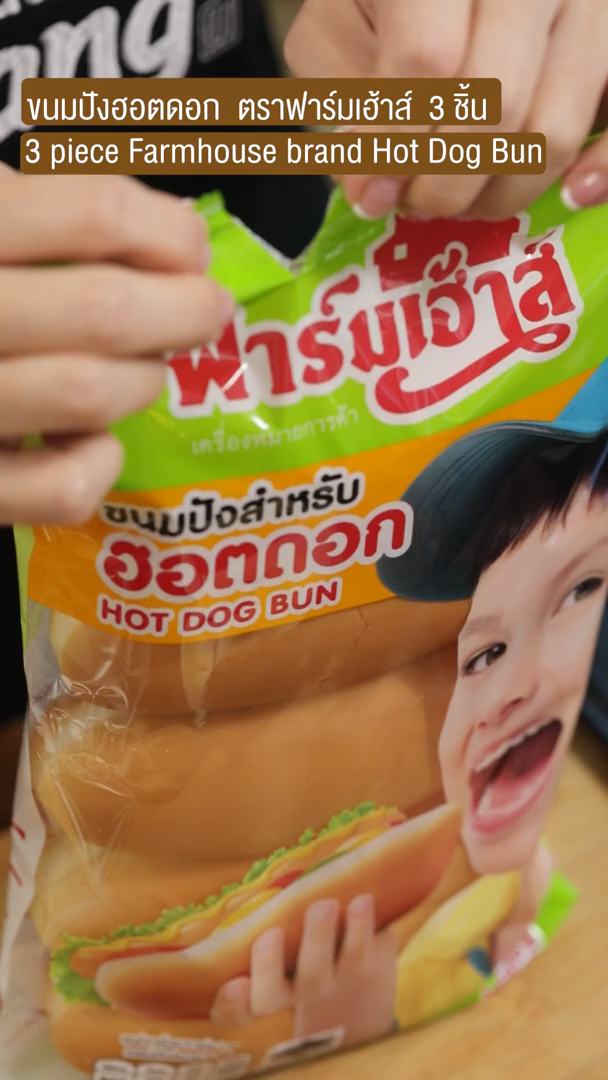 ang
ขนมปังฮอตดอก ตราฟาร์มเฮ้าส์ 3 ชิ้น
3 piece Farmhouse brand Hot Dog Bun
ฟาร์มเฮ้าส์
เครื่องหมายการค้า
ขนมปังสำหรับ
ฮอตดอก
HOT DOG BUN